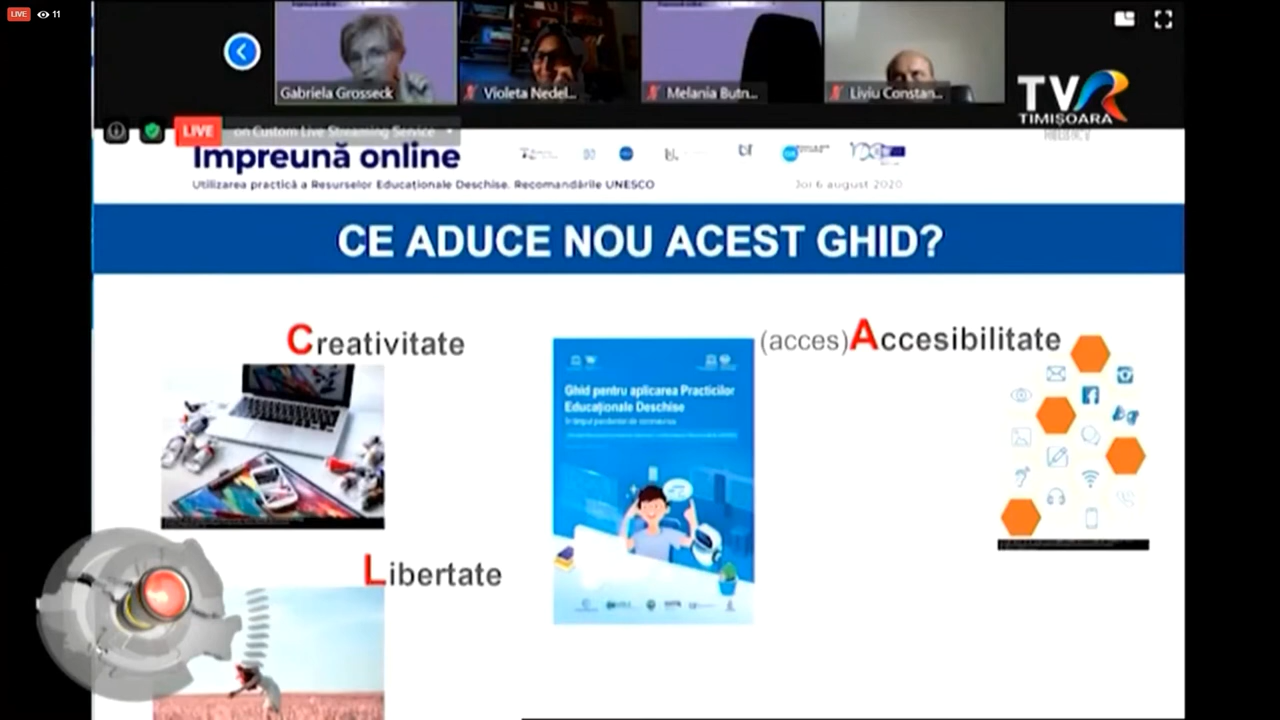 LIVE 11
Gabriela Grosseck
Violeta Nedel...
Melania Butn...
Liviu Constan...
TVR
TIMIȘOARA
LIVE on Custom Live Streaming Service
Împreună online
Utilizarea practică a Resurselor Educaționale Deschise. Recomandările UNESCO
Joi 6 august 2020
CE ADUCE NOU ACEST GHID?
Creativitate
(acces)Accesibilitate
Ghid pentru aplicarea Practicilor
Educaționale Deschise
în timpul pandemiei de coronavirus
Libertate